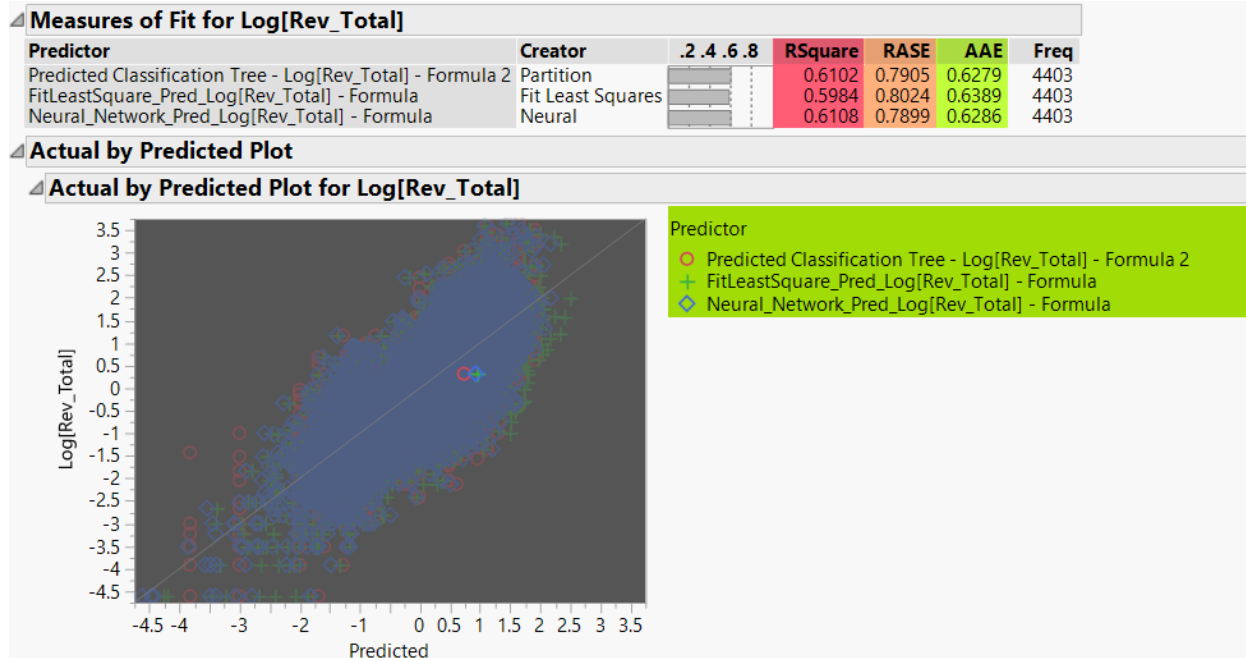 Measures of Fit for Log[Rev_Total]
Predictor Creator .2 .4 .6 .8 RSquare RASE AAE Freq
Predicted Classification Tree - Log[Rev_Total] - Formula 2 Partition 0.6102 0.7905 0.6279 4403
FitLeastSquare_Pred_Log[Rev_Total] - Formula Fit Least Squares 0.5984 0.8024 0.6389 4403
Neural_Network_Pred_Log[Rev_Total] - Formula Neural 0.6108 0.7899 0.6286 4403
Actual by Predicted Plot
Actual by Predicted Plot for Log[Rev_Total]
Log[Rev_Total]
3.5
3
2.5
2
1.5
1
0.5
0
-0.5
-1
-1.5
-2
-2.5
-3
-3.5
-4
-4.5
-4.5 -4 -3 -2 -1 0 0.5 1 1.5 2 2.5 3 3.5
Predicted
Predictor
Predicted Classification Tree - Log[Rev_Total] - Formula 2
FitLeastSquare_Pred_Log[Rev_Total] - Formula
Neural_Network_Pred_Log[Rev_Total] - Formula